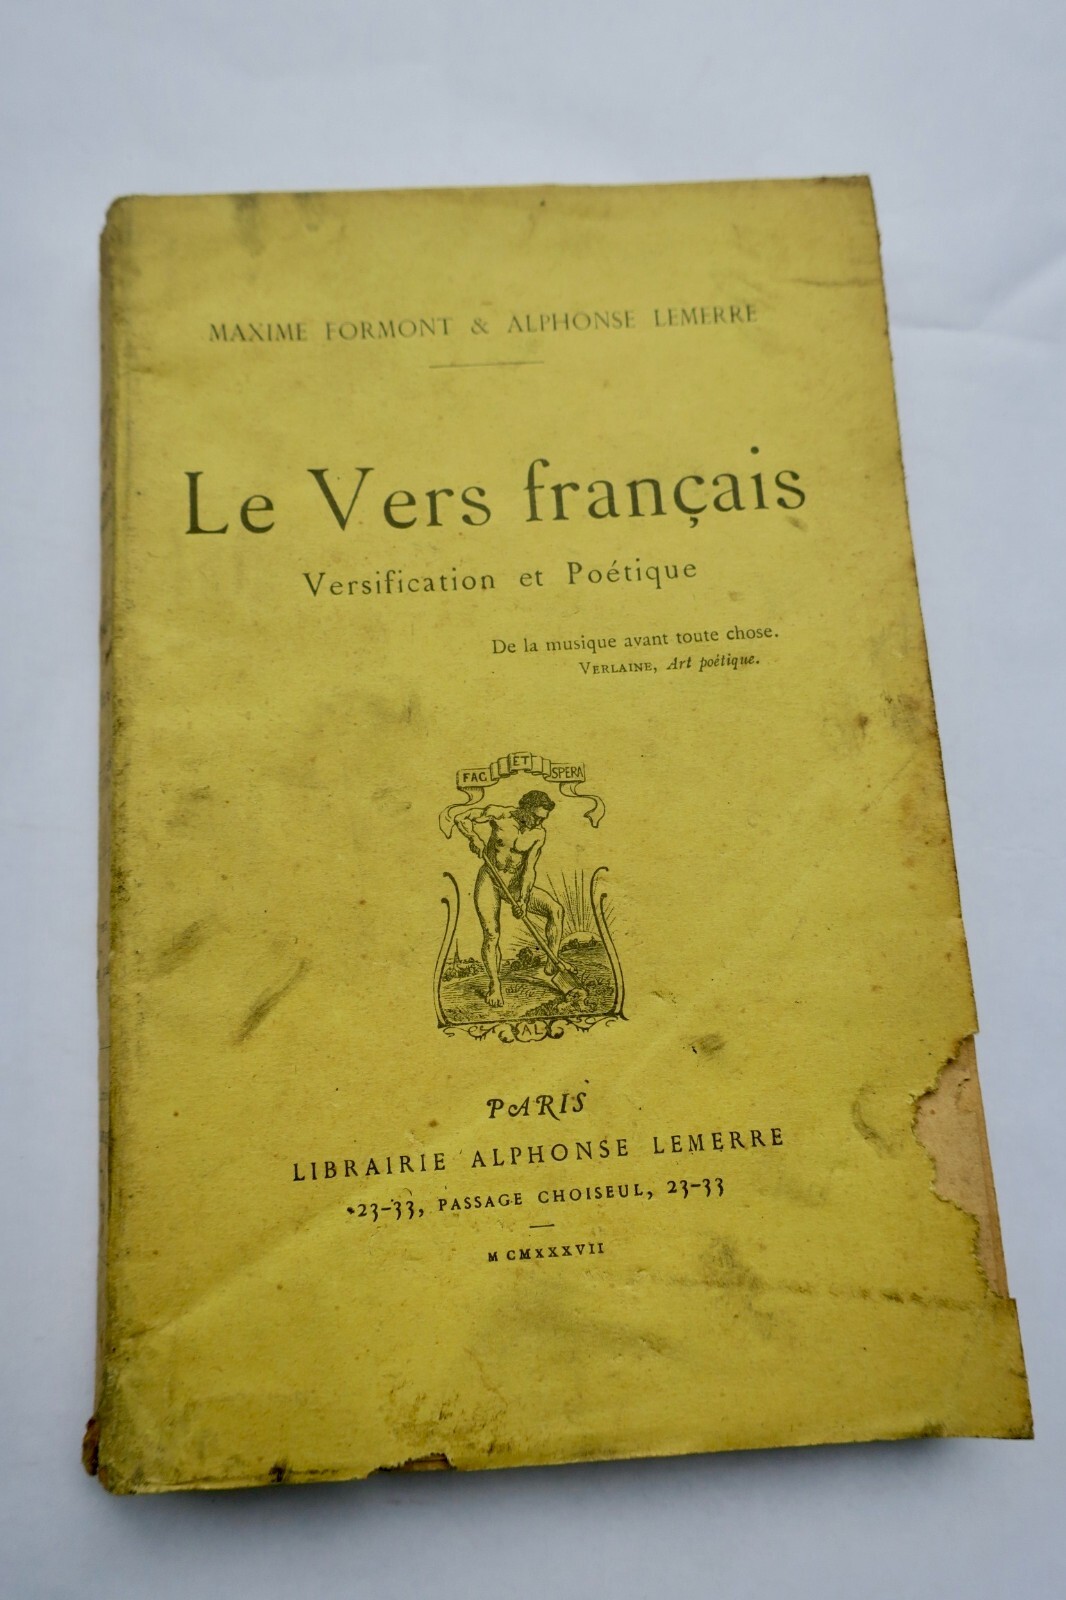 MAXIME FORMONT & ALPHONSE LEMERRE
Le Vers français
Versification et Poétique
De la musique avant toute chose.
VERLAINE, Art poétique.
FAC ET SPERA
AL
PARIS
LIBRAIRIE ALPHONSE LEMERRE
23-33, PASSAGE CHOISEUL, 23-33
MCMXXXVII